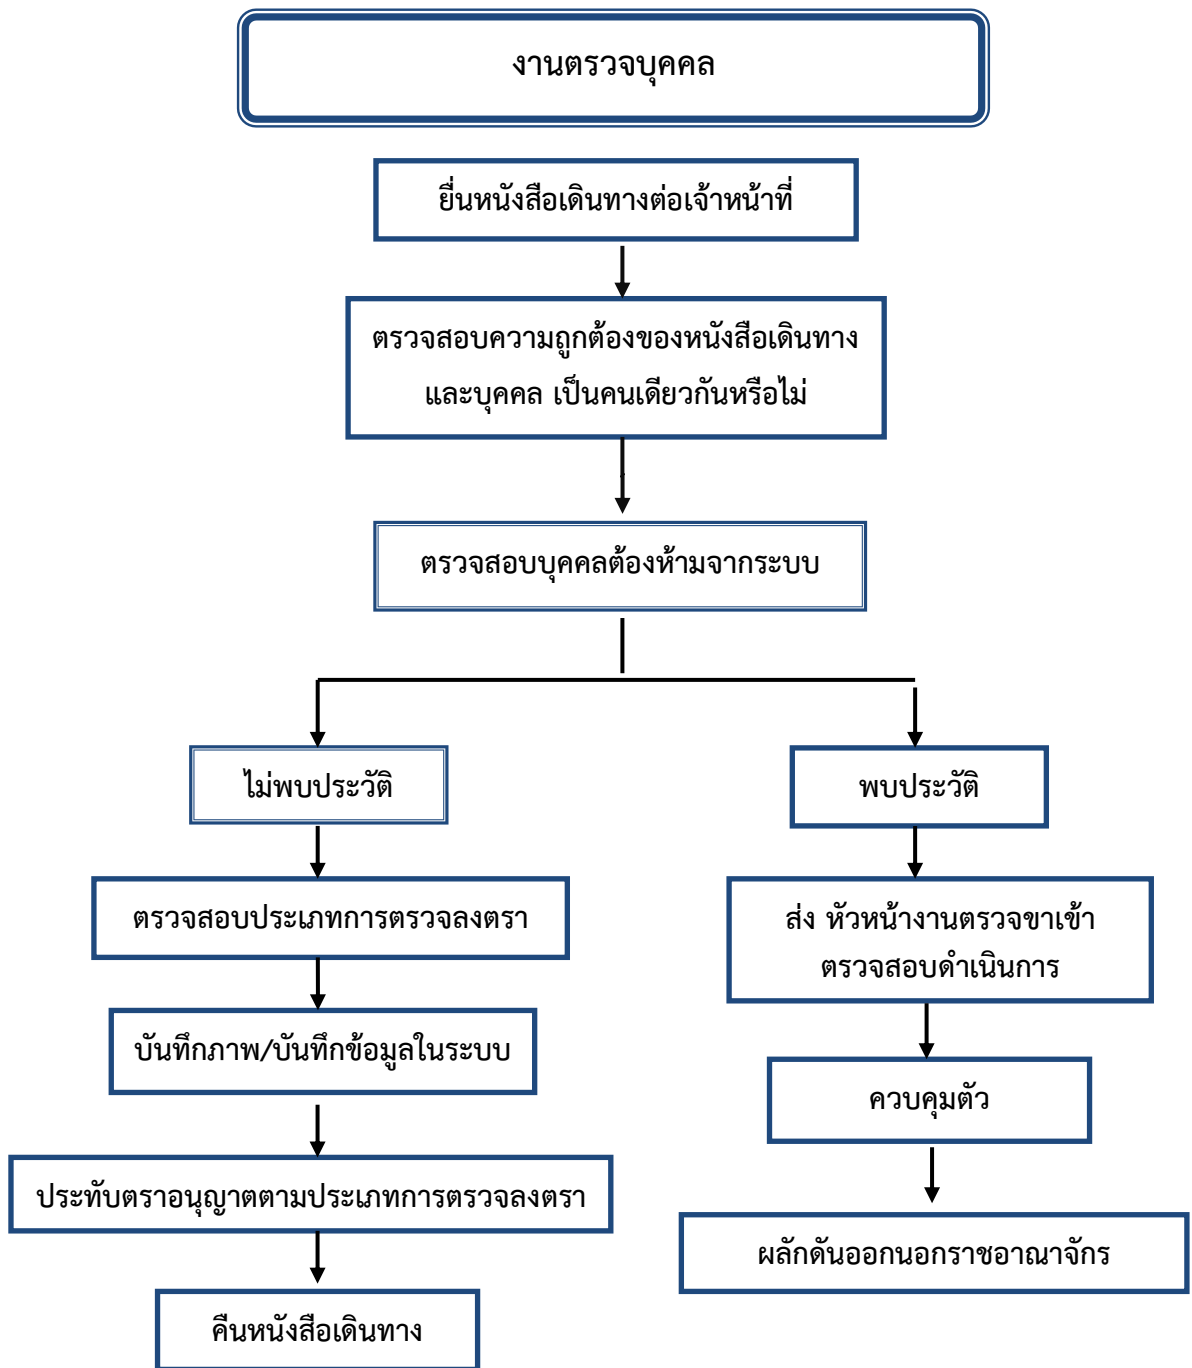 งานตรวจบุคคล
ยื่นหนังสือเดินทางต่อเจ้าหน้าที่
ตรวจสอบความถูกต้องของหนังสือเดินทาง
และบุคคล เป็นคนเดียวกันหรือไม่
ตรวจสอบบุคคลต้องห้ามจากระบบ
ไม่พบประวัติ
ตรวจสอบประเภทการตรวจลงตรา
บันทึกภาพ/บันทึกข้อมูลในระบบ
ประทับตราอนุญาตตามประเภทการตรวจลงตรา
คืนหนังสือเดินทาง
พบประวัติ
ส่ง หัวหน้างานตรวจขาเข้า
ตรวจสอบดำเนินการ
ควบคุมตัว
ผลักดันออกนอกราชอาณาจักร